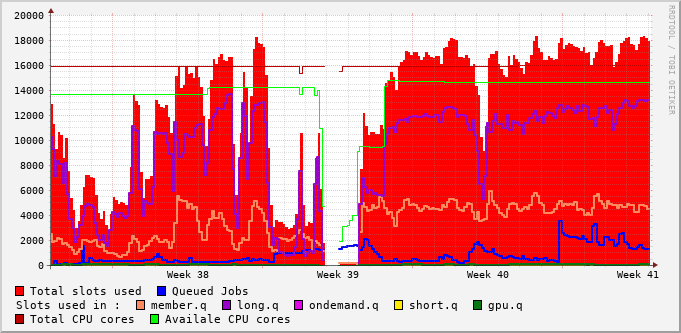 20000
18000
16000
14000
12000
10000
8000
6000
4000
2000
0
Week 38 Week 39 Week 40 Week 41
RRDTOOL / TOBI OETIKER
Total slots used Queued Jobs
Slots used in : member.q long.q ondemand.q short.q gpu.q
Total CPU cores Availale CPU cores